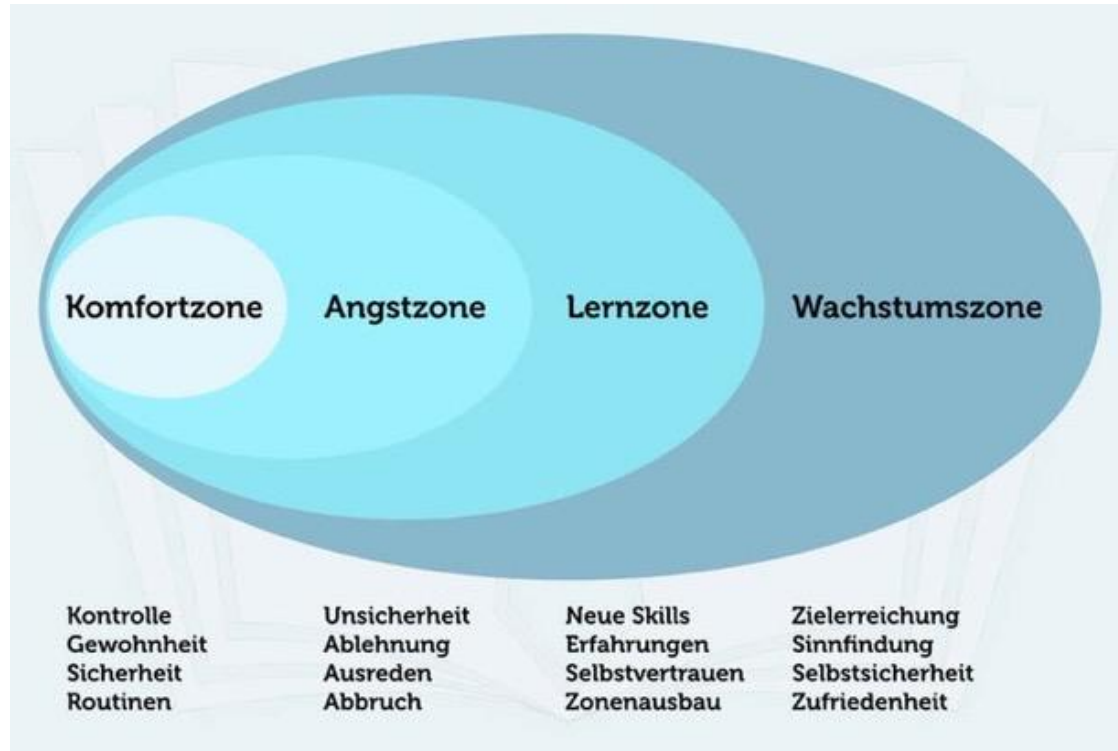 Komfortzone
Angstzone
Lernzone
Wachstumszone
Kontrolle
Gewohnheit
Sicherheit
Routinen
Unsicherheit
Ablehnung
Ausreden
Abbruch
Neue Skills
Erfahrungen
Selbstvertrauen
Zonenausbau
Zielerreichung
Sinnfindung
Selbstsicherheit
Zufriedenheit